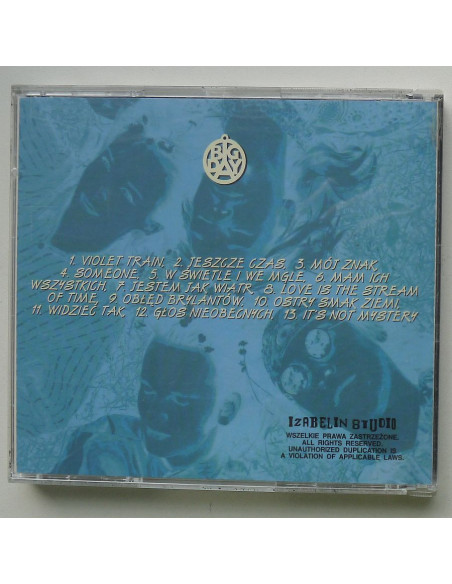 BIG
DAY
1. VIOLET TRAIN, 2. JESZCZE CZAS, 3. MÓJ ZNAK,
4. SOMEONE, 5. W ŚWIETLE I WE MGLE, 6. MAM ICH
WSZYSTKICH, 7. JESTEM JAK WIATR, 8. LOVE IS THE STREAM
OF TIME, 9. OBŁĘD BRYLANTÓW, 10. OSTRY SMAK ZIEMI,
11. WIDZIEĆ TAK, 12. GŁOS NIEOBECNYCH, 13. IT'S NOT MYSTERY
IZABELIN STUDIO
WSZELKIE PRAWA ZASTRZEŻONE.
ALL RIGHTS RESERVED.
UNAUTHORIZED DUPLICATION IS
A VIOLATION OF APPLICABLE LAWS.